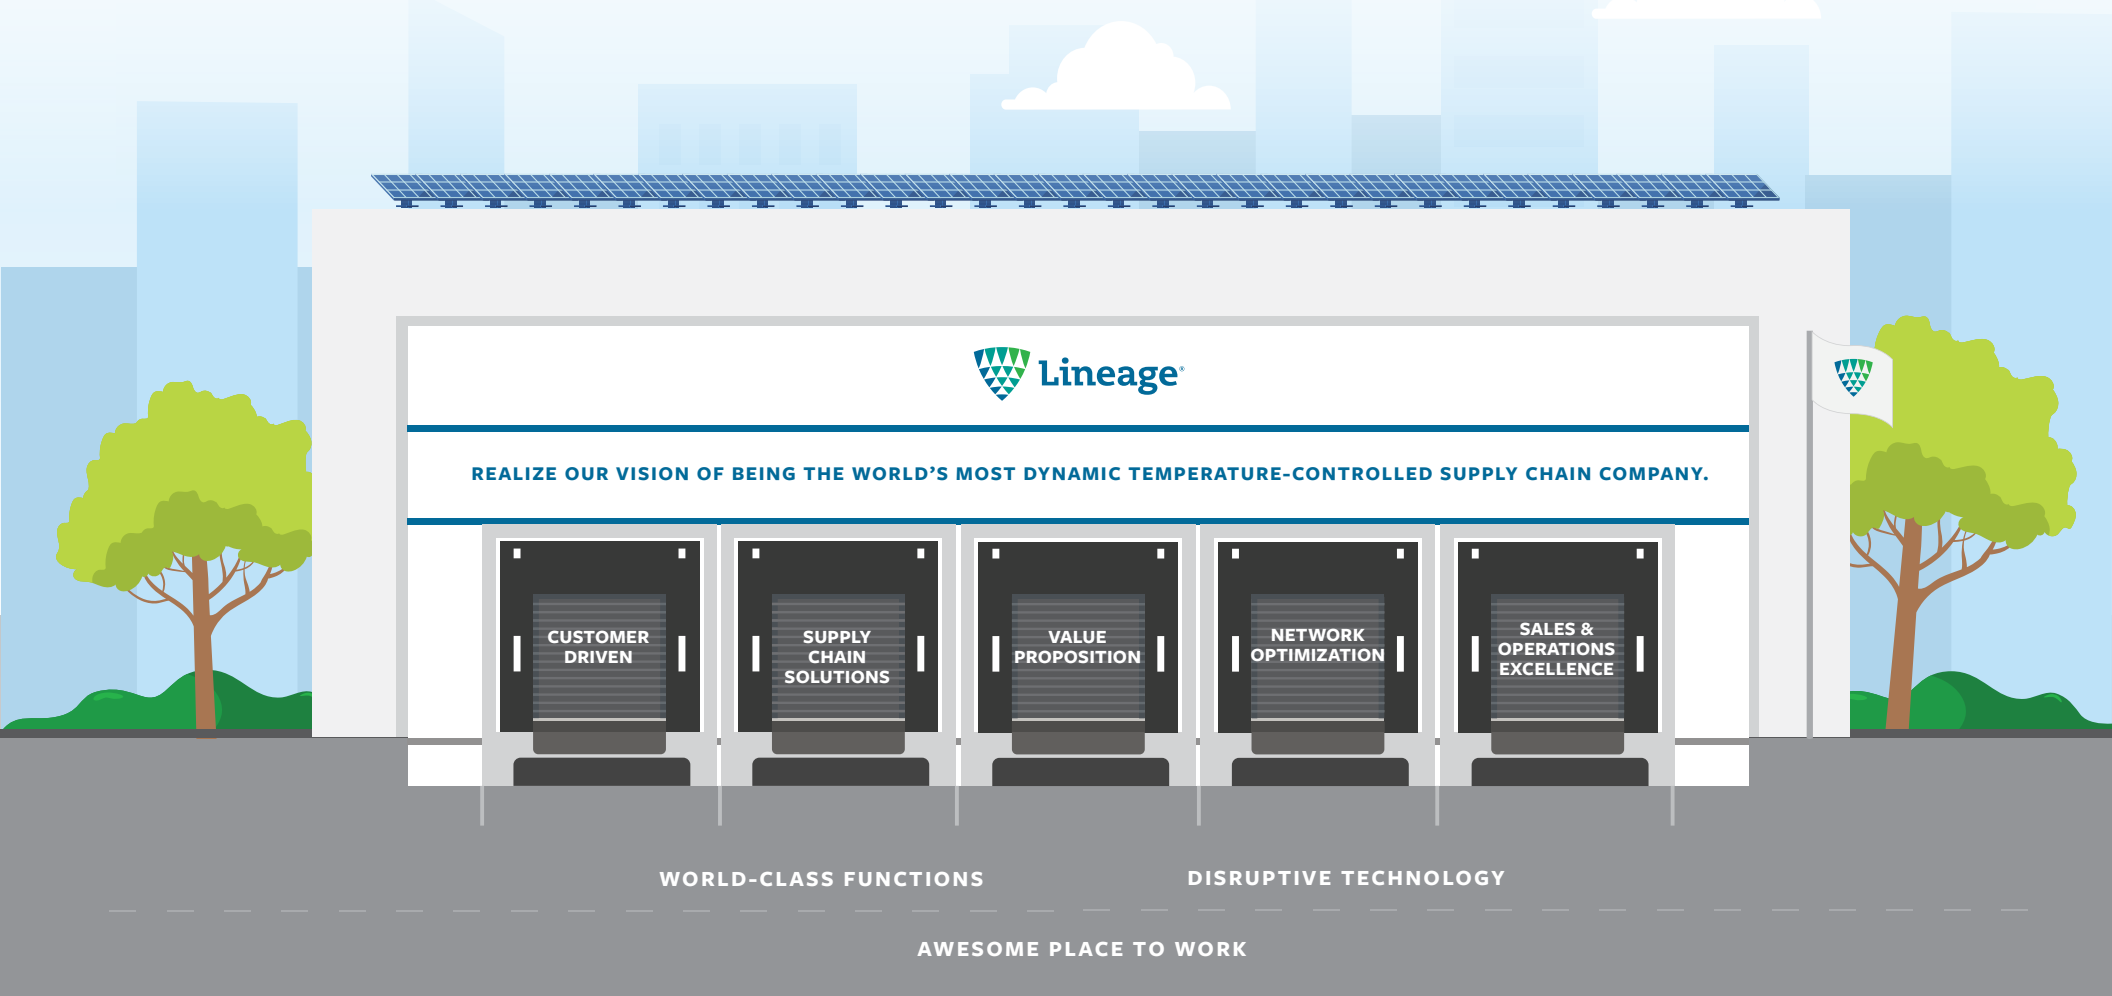 Lineage®
REALIZE OUR VISION OF BEING THE WORLD’S MOST DYNAMIC TEMPERATURE-CONTROLLED SUPPLY CHAIN COMPANY.
CUSTOMER
DRIVEN
SUPPLY
CHAIN
SOLUTIONS
VALUE
PROPOSITION
NETWORK
OPTIMIZATION
SALES &
OPERATIONS
EXCELLENCE
WORLD-CLASS FUNCTIONS
DISRUPTIVE TECHNOLOGY
AWESOME PLACE TO WORK